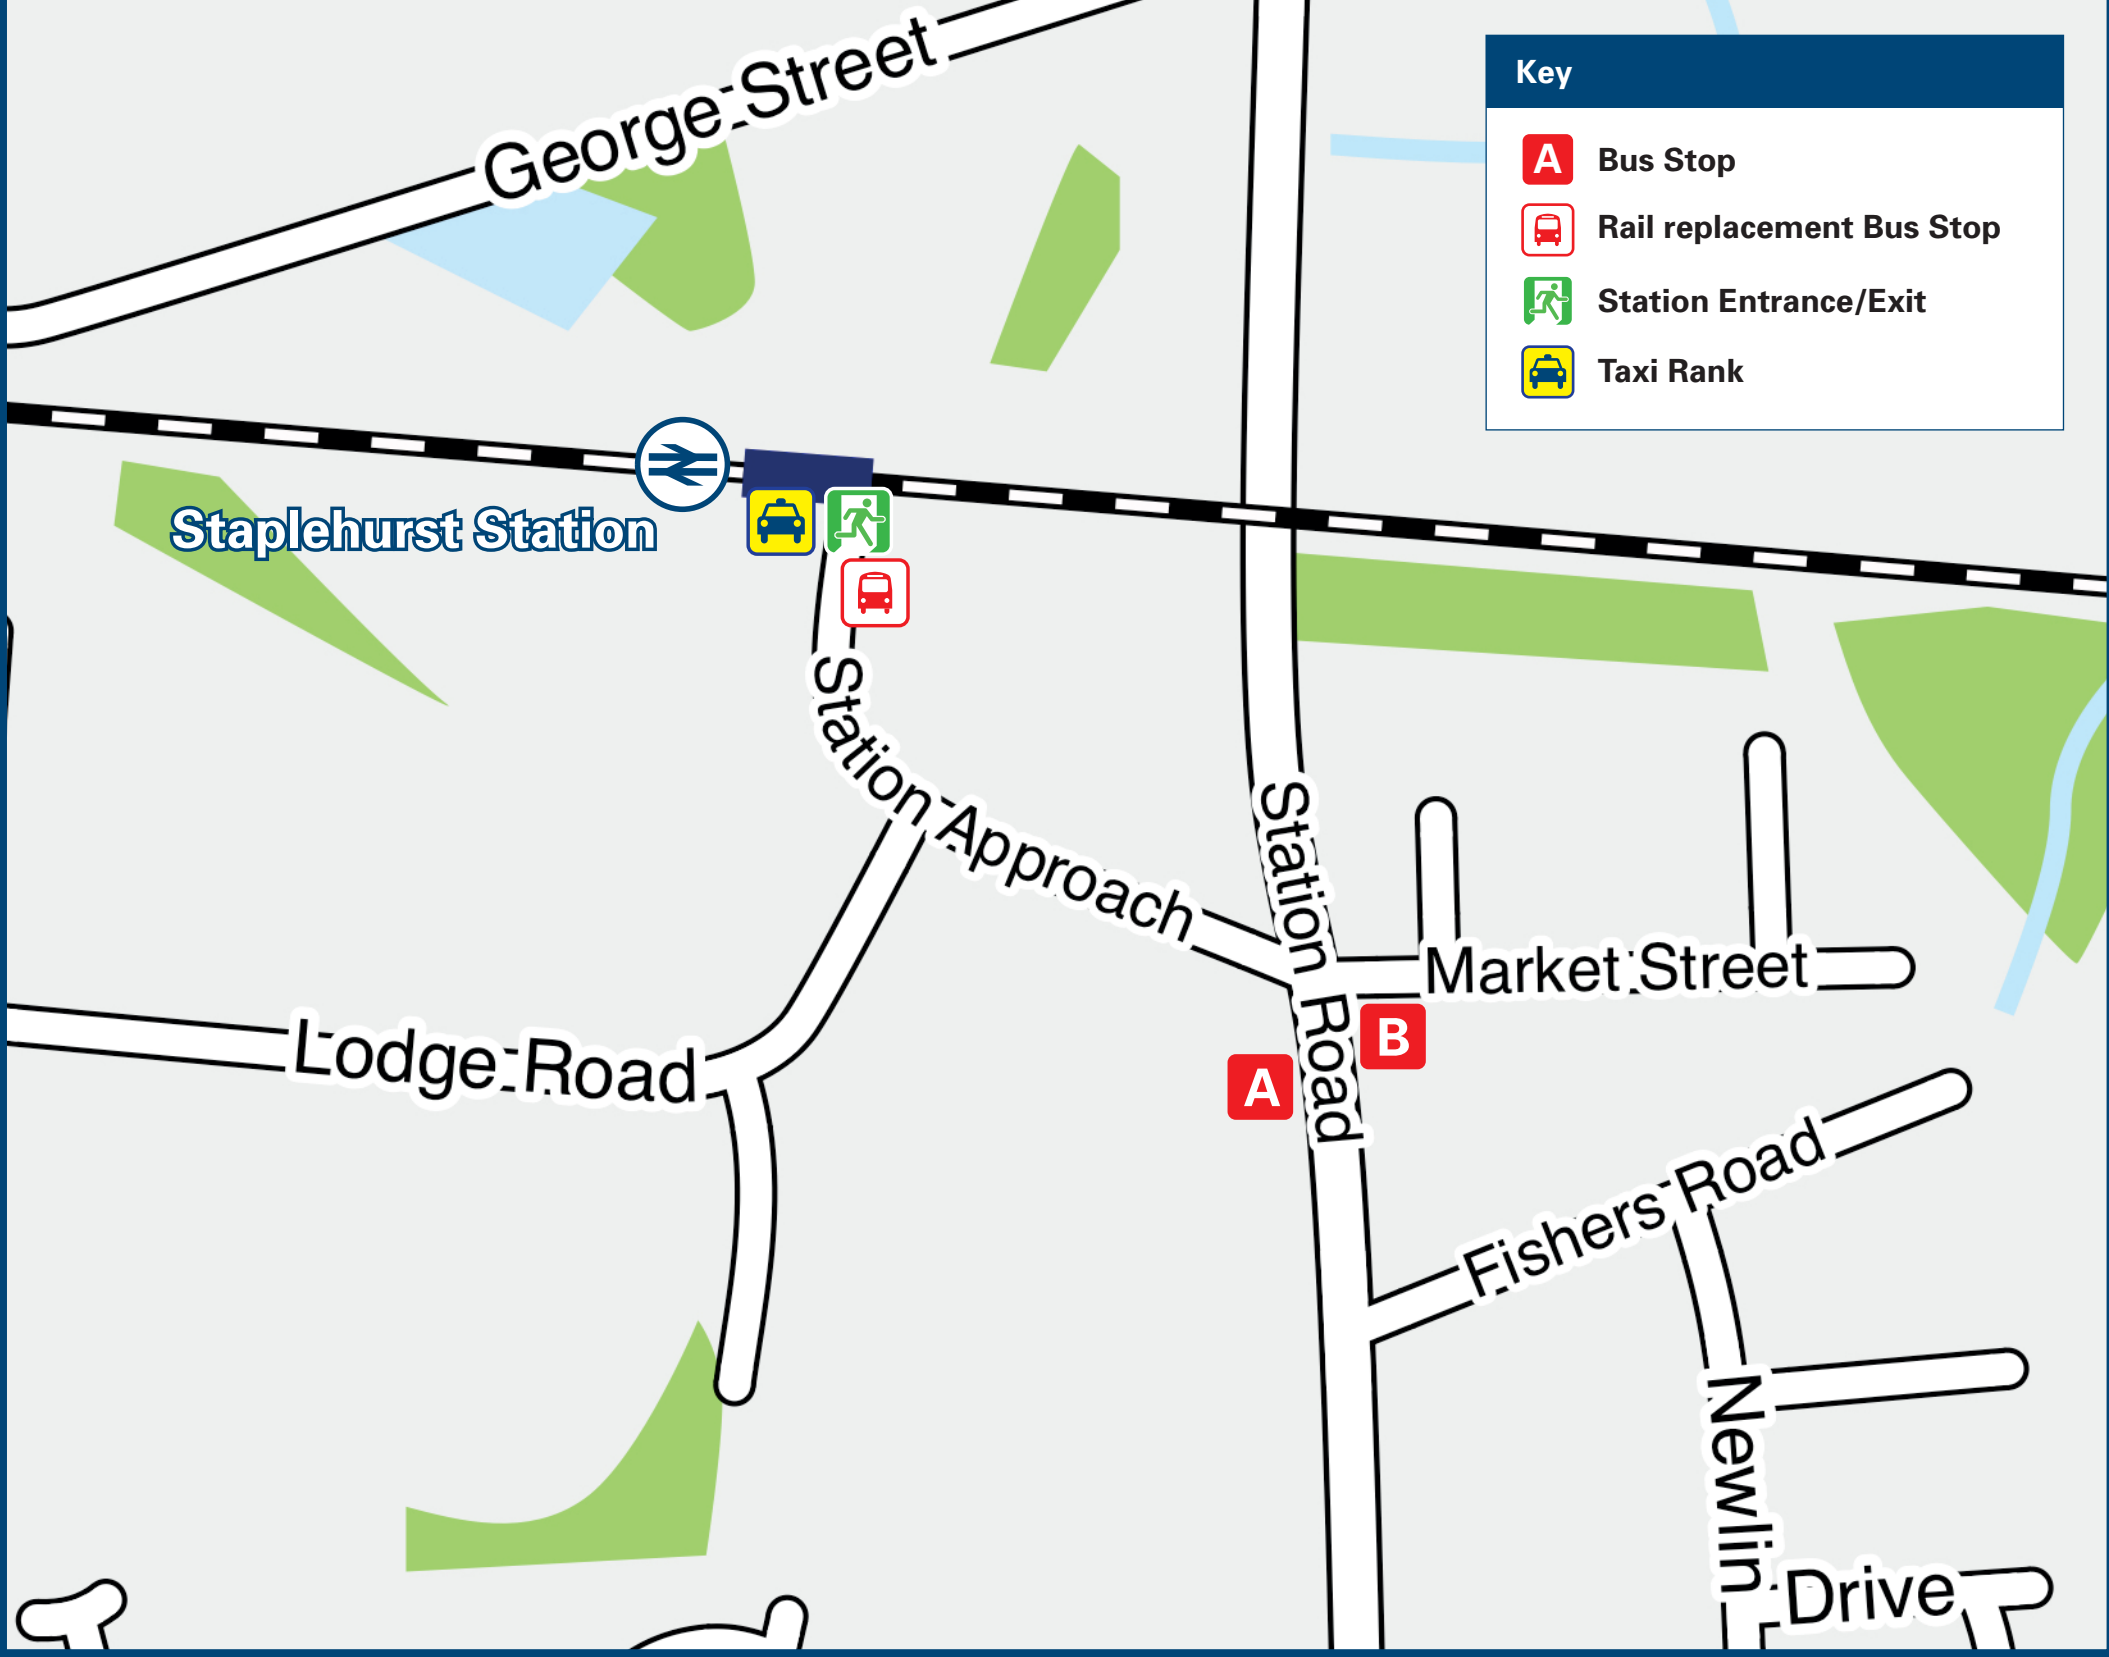 George Street
Key
A Bus Stop
Rail replacement Bus Stop
Station Entrance/Exit
Taxi Rank
Staplehurst Station
Station Approach
Station Road
Market Street
B
A
Lodge Road
Fishers Road
Newlin
Drive